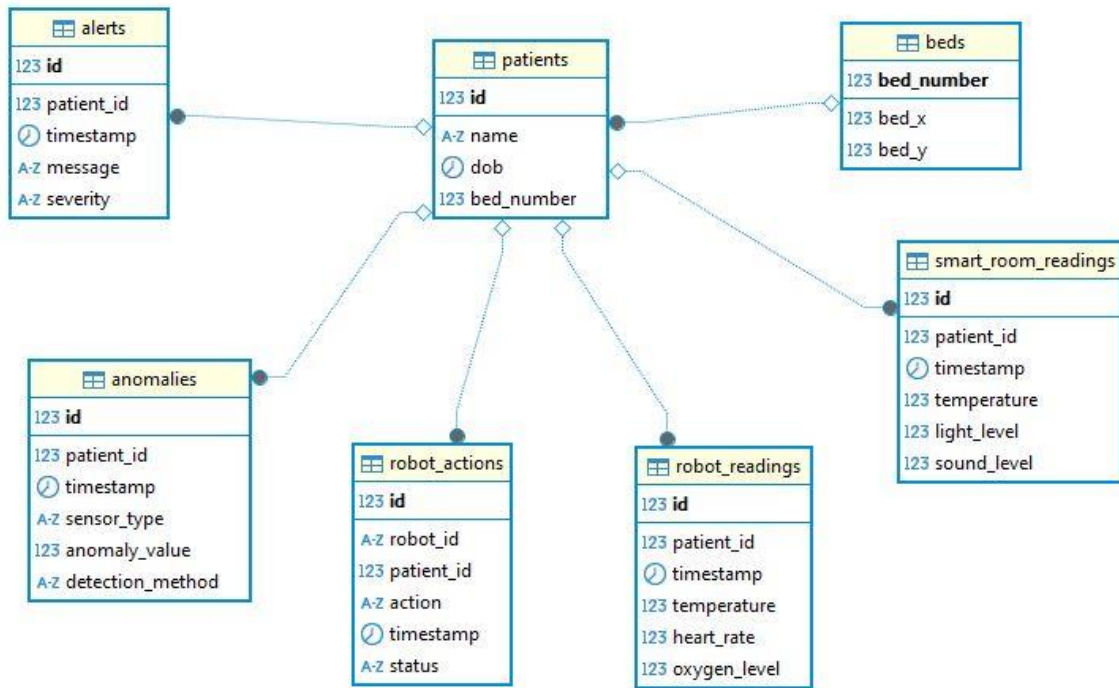 alerts
123 id
123 patient_id
timestamp
A-Z message
A-Z severity
patients
123 id
A-Z name
dob
123 bed_number
beds
123 bed_number
123 bed_x
123 bed_y
smart_room_readings
123 id
123 patient_id
timestamp
123 temperature
123 light_level
123 sound_level
anomalies
123 id
123 patient_id
timestamp
A-Z sensor_type
123 anomaly_value
A-Z detection_method
robot_actions
123 id
A-Z robot_id
123 patient_id
A-Z action
timestamp
A-Z status
robot_readings
123 id
123 patient_id
timestamp
123 temperature
123 heart_rate
123 oxygen_level